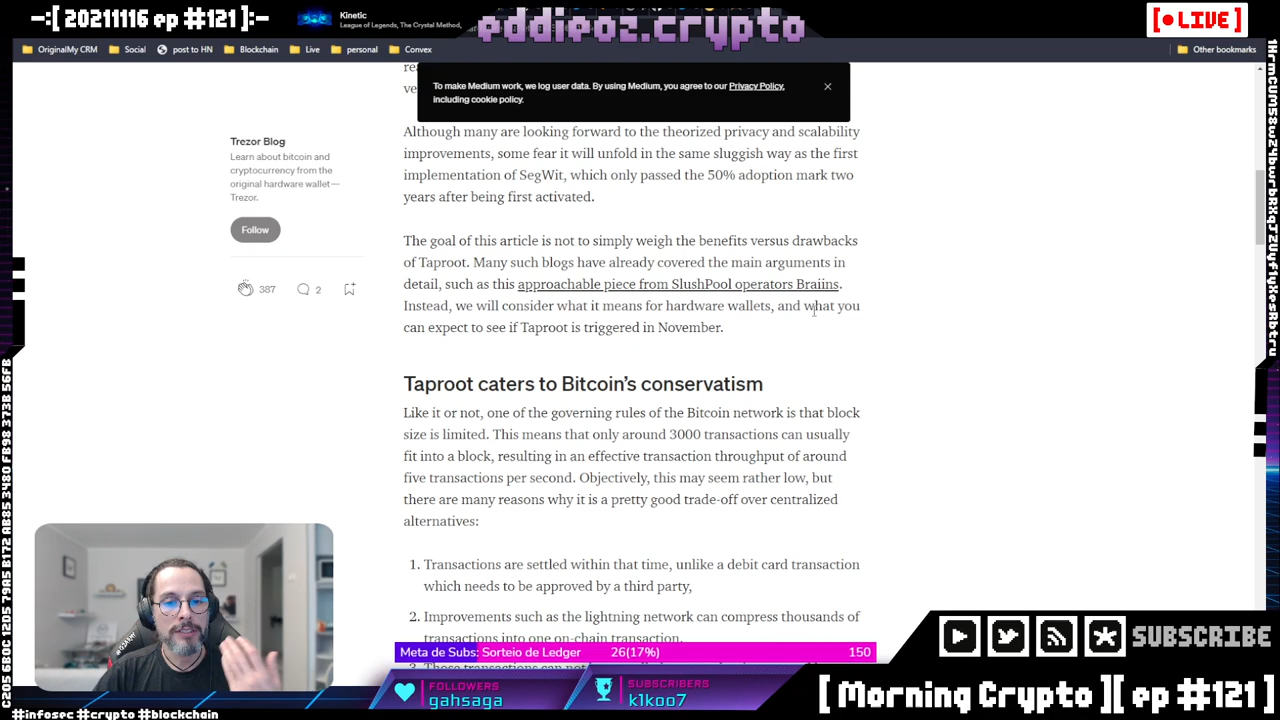 -:[ 20211116 ep #121 ]:-
Kinetic
League of Legends, The Crystal Method,
eddieoz.crypto
[●LIVE ]
OriginalMy CRM
Social
post to HN
Blockchain
Live
personal
Convex
Other bookmarks
To make Medium work, we log user data. By using Medium, you agree to our Privacy Policy,
including cookie policy.
Although many are looking forward to the theorized privacy and scalability
improvements, some fear it will unfold in the same sluggish way as the first
implementation of SegWit, which only passed the 50% adoption mark two
years after being first activated.
Trezor Blog
Learn about bitcoin and
cryptocurrency from the
original hardware wallet—
Trezor.
Follow
387
2
The goal of this article is not to simply weigh the benefits versus drawbacks
of Taproot. Many such blogs have already covered the main arguments in
detail, such as this approachable piece from SlushPool operators Braiins.
Instead, we will consider what it means for hardware wallets, and what you
can expect to see if Taproot is triggered in November.
Taproot caters to Bitcoin's conservatism
Like it or not, one of the governing rules of the Bitcoin network is that block
size is limited. This means that only around 3000 transactions can usually
fit into a block, resulting in an effective transaction throughput of around
five transactions per second. Objectively, this may seem rather low, but
there are many reasons why it is a pretty good trade-off over centralized
alternatives:
1. Transactions are settled within that time, unlike a debit card transaction
which needs to be approved by a third party,
2. Improvements such as the lightning network can compress thousands of
transactions into one on-chain transaction.
Meta de Subs: Sorteio de Ledger 26(17%) 150
FOLLOWERS
gahsaga
SUBSCRIBERS
k1koo7
SUBSCRIBE
[ Morning Crypto ][ ep #121 ]
#infosec #crypto #blockchain